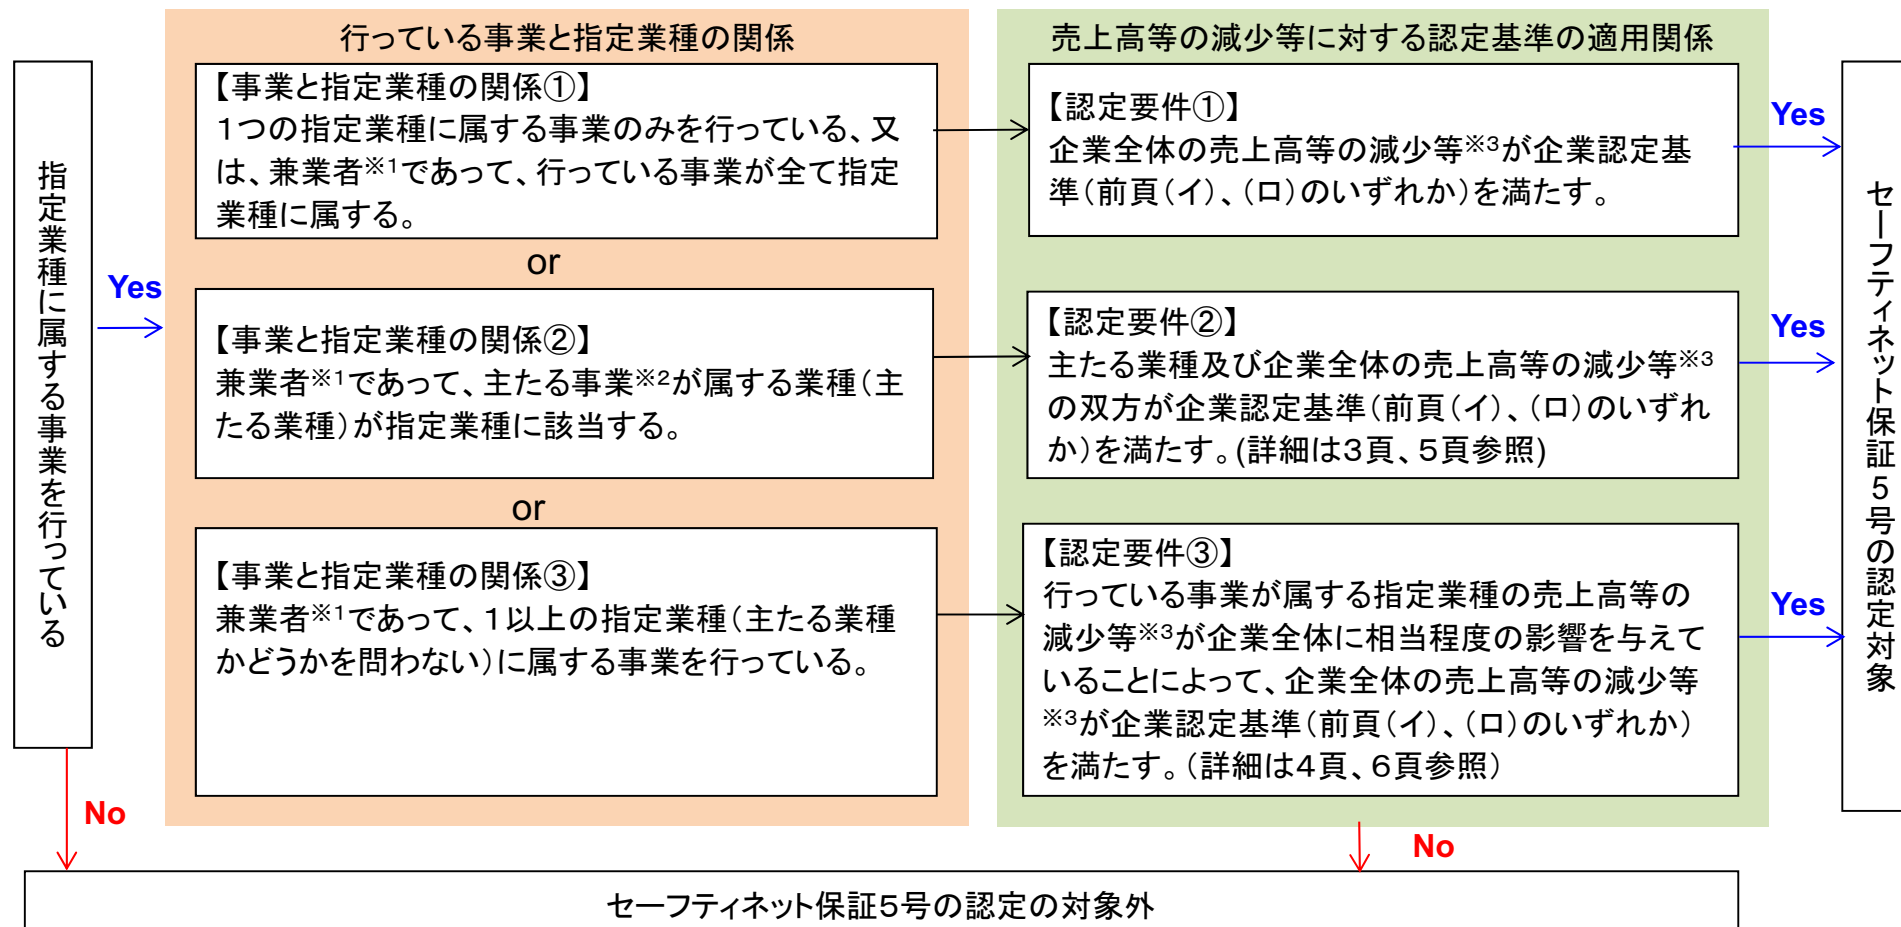 行っている事業と指定業種の関係
売上高等の減少等に対する認定基準の適用関係
指定業種に属する事業を行っている
Yes
【事業と指定業種の関係①】
1つの指定業種に属する事業のみを行っている、又
は、兼業者※1であって、行っている事業が全て指定
業種に属する。
or
【事業と指定業種の関係②】
兼業者※1であって、主たる事業※2が属する業種（主
たる業種）が指定業種に該当する。
or
【事業と指定業種の関係③】
兼業者※1であって、1以上の指定業種（主たる業種
かどうかを問わない）に属する事業を行っている。
【認定要件①】
企業全体の売上高等の減少等※3が企業認定基
準（前頁（イ）、（ロ）のいずれか）を満たす。
Yes
【認定要件②】
主たる業種及び企業全体の売上高等の減少等※3
の双方が企業認定基準（前頁（イ）、（ロ）のいずれ
か）を満たす。(詳細は3頁、5頁参照)
Yes
【認定要件③】
行っている事業が属する指定業種の売上高等の
減少等※3が企業全体に相当程度の影響を与えて
いることによって、企業全体の売上高等の減少等
※3が企業認定基準（前頁（イ）、（ロ）のいずれか）
を満たす。（詳細は4頁、6頁参照）
Yes
セーフティネット保証5号の認定対象
No
No
セーフティネット保証5号の認定の対象外